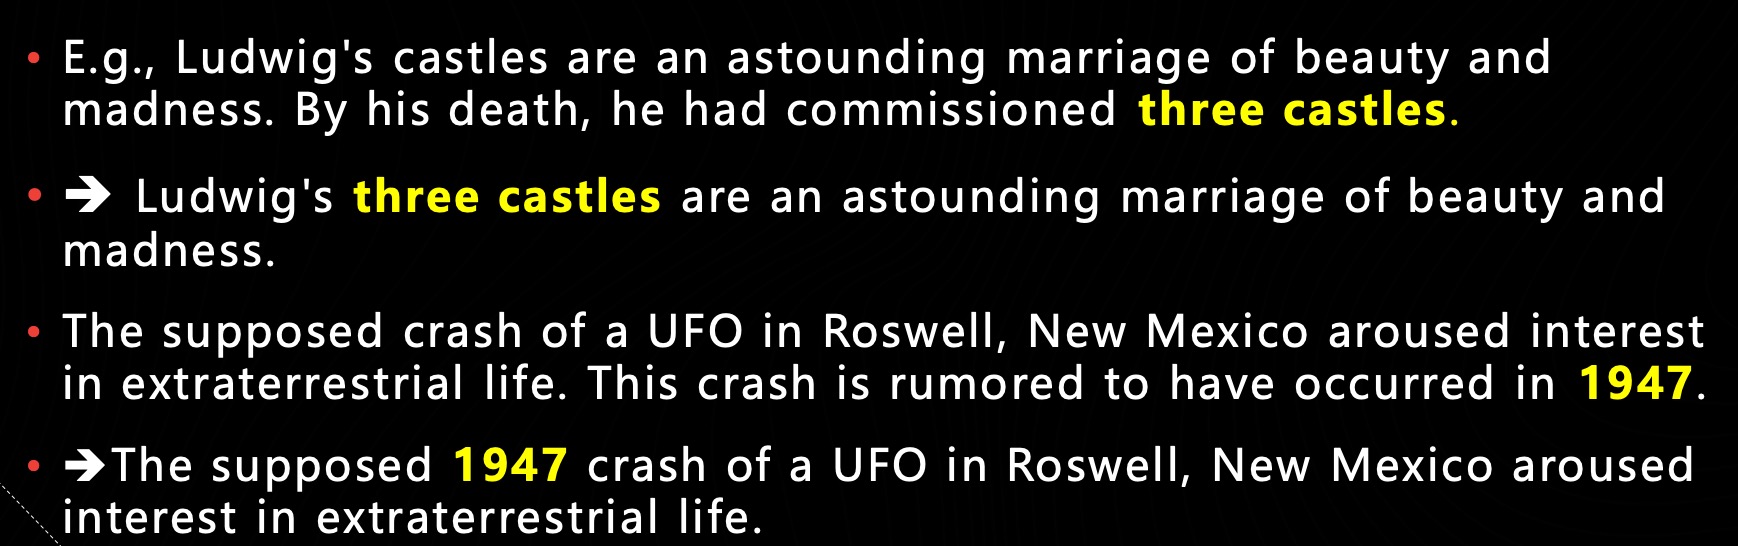 • E.g., Ludwig's castles are an astounding marriage of beauty and
madness. By his death, he had commissioned three castles.
• ➔ Ludwig's three castles are an astounding marriage of beauty and
madness.
• The supposed crash of a UFO in Roswell, New Mexico aroused interest
in extraterrestrial life. This crash is rumored to have occurred in 1947.
• ➔The supposed 1947 crash of a UFO in Roswell, New Mexico aroused
interest in extraterrestrial life.